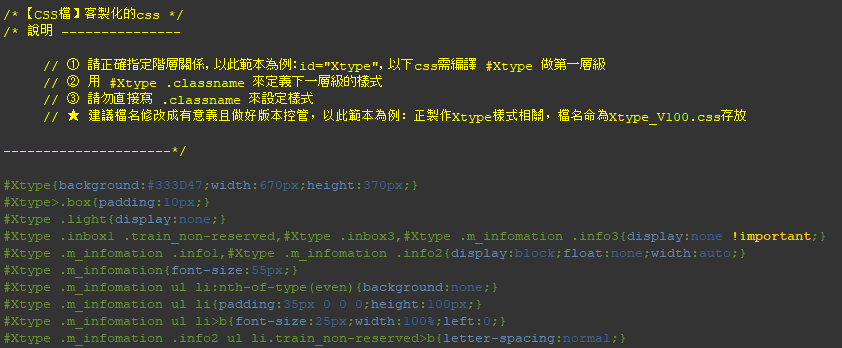 /*【CSS檔】客製化的css */
/* 說明 ---------------
// ① 請正確指定階層關係,以此範本為例:id="Xtype",以下css需編譯 #Xtype 做第一層級
// ② 用 #Xtype .classname 來定義下一層級的樣式
// ③ 請勿直接寫 .classname 來設定樣式
// ★ 建議檔名修改成有意義且做好版本控管，以此範本為例: 正製作Xtype樣式相關，檔名命為Xtype_V100.css存放
---------------------*/
#Xtype{background:#333D47;width:670px;height:370px;}
#Xtype>.box{padding:10px;}
#Xtype .light{display:none;}
#Xtype .inbox1 .train_non-reserved,#Xtype .inbox3,#Xtype .m_infomation .info3{display:none !important;}
#Xtype .m_infomation .info1,#Xtype .m_infomation .info2{display:block;float:none;width:auto;}
#Xtype .m_infomation{font-size:55px;}
#Xtype .m_infomation ul li:nth-of-type(even){background:none;}
#Xtype .m_infomation ul li{padding:35px 0 0 0;height:100px;}
#Xtype .m_infomation ul li>b{font-size:25px;width:100%;left:0;}
#Xtype .m_infomation .info2 ul li.train_non-reserved>b{letter-spacing:normal;}